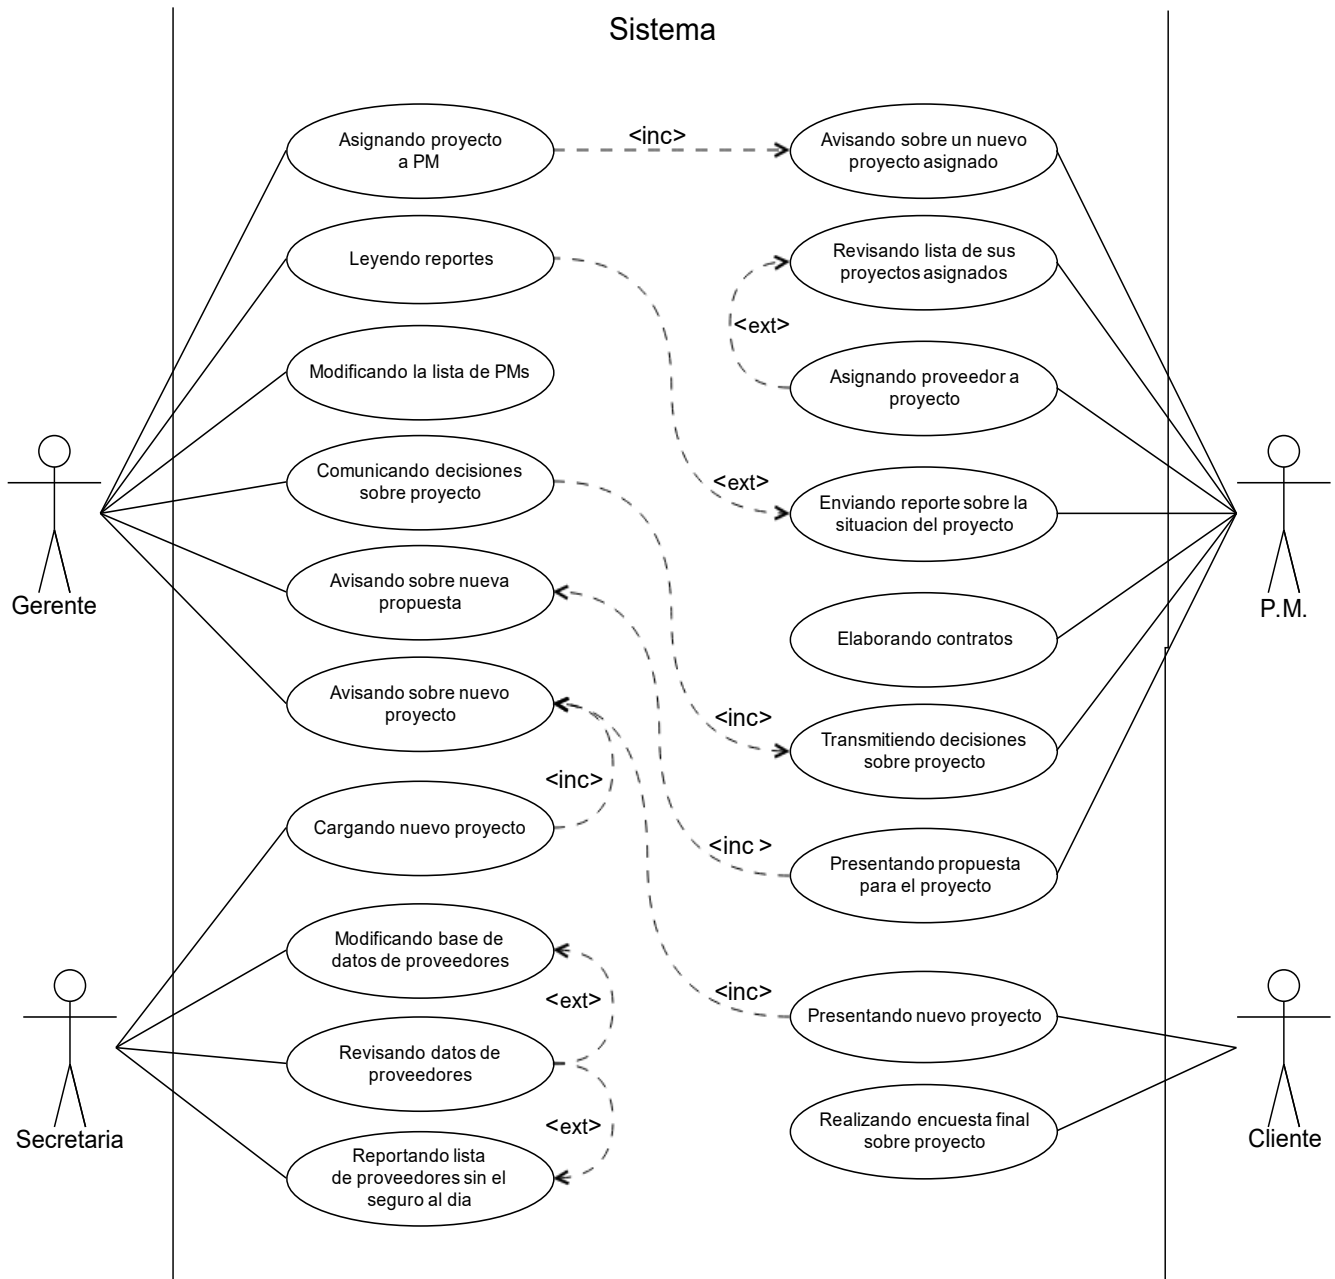 Sistema
Asignando proyecto
a PM
<inc>
Avisando sobre un nuevo
proyecto asignado
Leyendo reportes
Revisando lista de sus
proyectos asignados
<ext>
Modificando la lista de PMs
Asignando proveedor a
proyecto
Comunicando decisiones
sobre proyecto
<ext>
Enviando reporte sobre la
situacion del proyecto
Gerente
P.M.
Avisando sobre nueva
propuesta
Elaborando contratos
Avisando sobre nuevo
proyecto
<inc>
Transmitiendo decisiones
sobre proyecto
<inc>
Cargando nuevo proyecto
<inc >
Presentando propuesta
para el proyecto
Modificando base de
datos de proveedores
<ext>
<inc>
Presentando nuevo proyecto
Revisando datos de
proveedores
<ext>
Realizando encuesta final
sobre proyecto
Secretaria
Cliente
Reportando lista
de proveedores sin el
seguro al dia